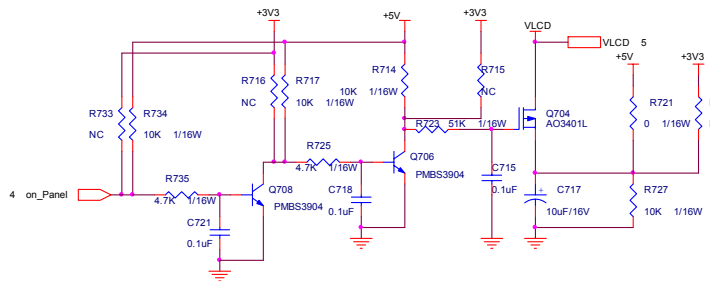 +3V3
+5V
+3V3
VLCD
VLCD 5
+5V
+3V3
R716
NC
R717
10K 1/16W
R714
10K
1/16W
R715
NC
R733
NC
R734
10K 1/16W
R721
0 1/16W
Q704
AO3401L
R723 51K 1/16W
R725
4.7K 1/16W
Q706
PMBS3904
R735
4.7K 1/16W
4 on_Panel
Q708
PMBS3904
C718
0.1uF
C715
0.1uF
C717
10uF/16V
R727
10K 1/16W
C721
0.1uF
+